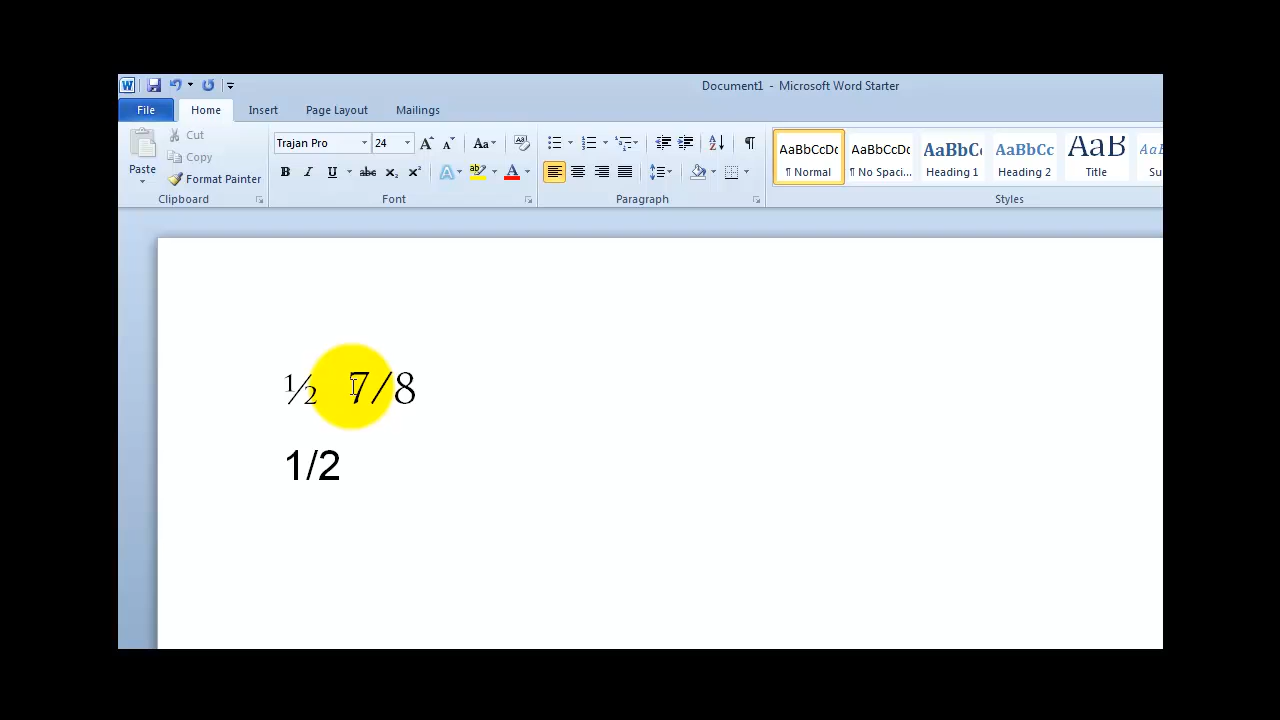 Document1 - Microsoft Word Starter
File Home Insert Page Layout Mailings
Paste
Cut
Copy
Format Painter
Clipboard
Trajan Pro 24
Font
Paragraph
AaBbCcDc AaBbCcDc AaBbC AaBbCc AaB
¶ Normal ¶ No Spaci... Heading 1 Heading 2 Title Su
Styles
½ 7/8
1/2